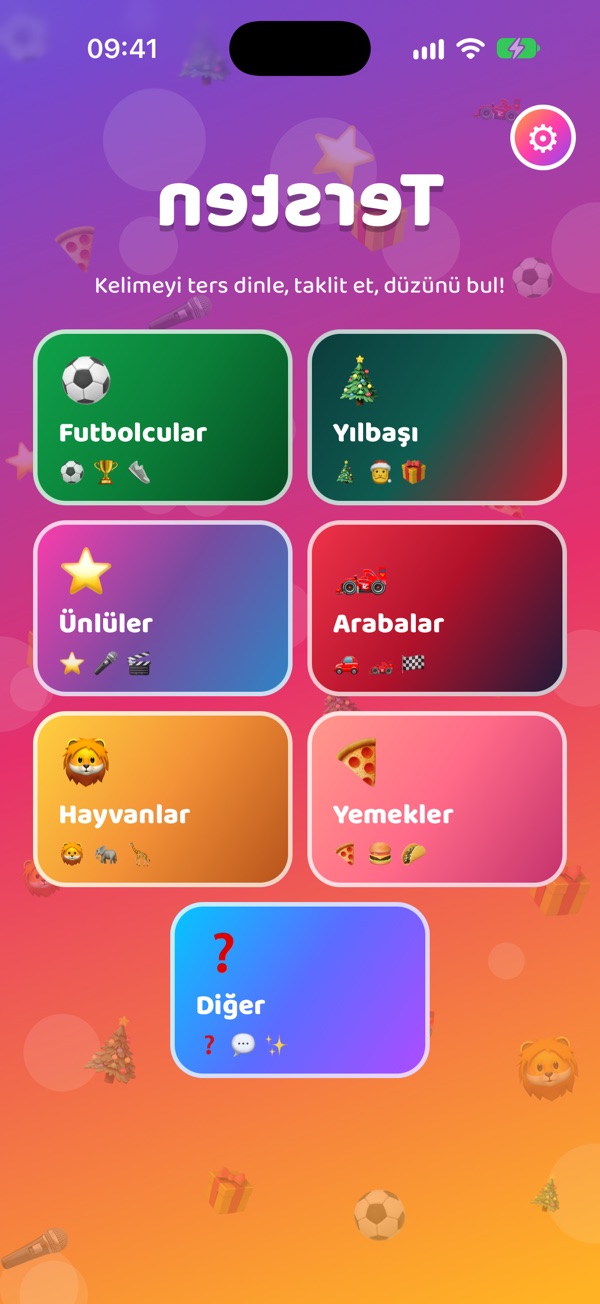 09:41
Tersten
Kelimeyi ters dinle, taklit et, düzünü bul!
Futbolcular
Yılbaşı
Ünlüler
Arabalar
Hayvanlar
Yemekler
Diğer